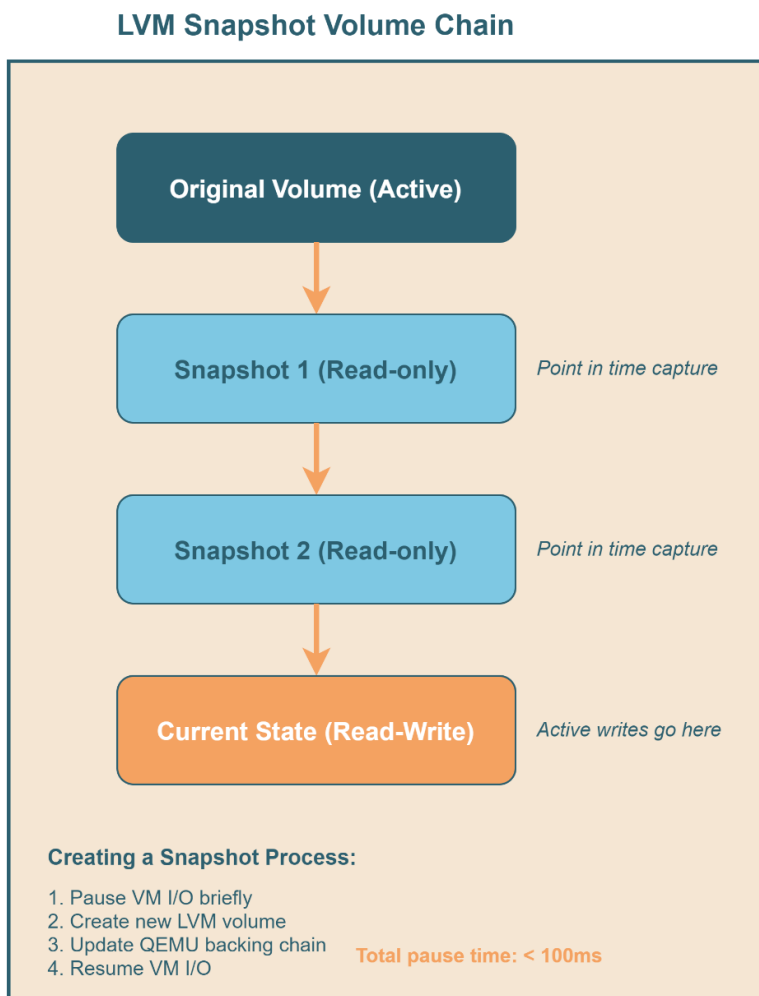 LVM Snapshot Volume Chain
Original Volume (Active)
Snapshot 1 (Read-only)
Point in time capture
Snapshot 2 (Read-only)
Point in time capture
Current State (Read-Write)
Active writes go here
Creating a Snapshot Process:
1. Pause VM I/O briefly
2. Create new LVM volume
3. Update QEMU backing chain
4. Resume VM I/O
Total pause time: < 100ms